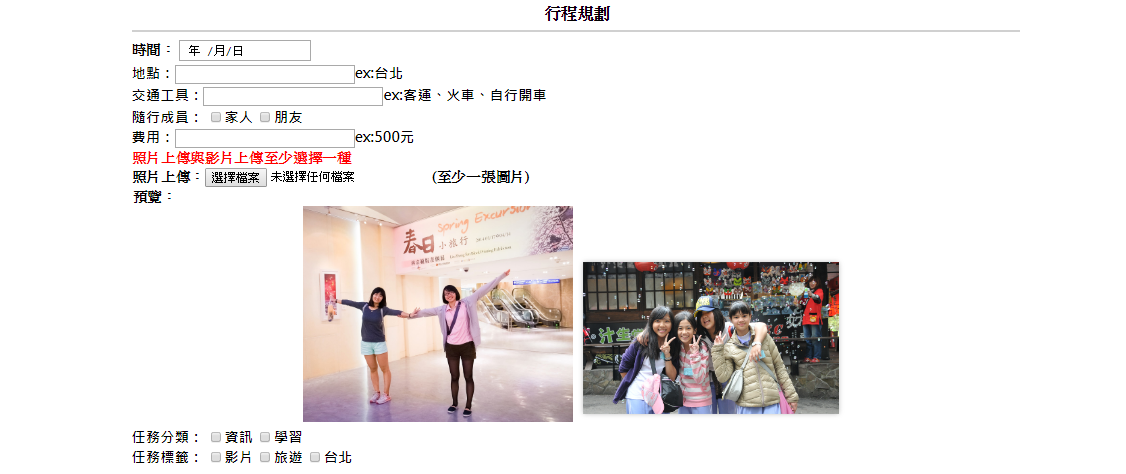 行程規劃
時間： 年 /月/日
地點： ex:台北
交通工具： ex:客運、火車、自行開車
隨行成員： 家人 朋友
費用： ex:500元
照片上傳與影片上傳至少選擇一種
照片上傳： 選擇檔案 未選擇任何檔案 (至少一張圖片)
預覽：
Spring Excursion
春日小旅行
汁
任務分類： 資訊 學習
任務標籤： 影片 旅遊 台北